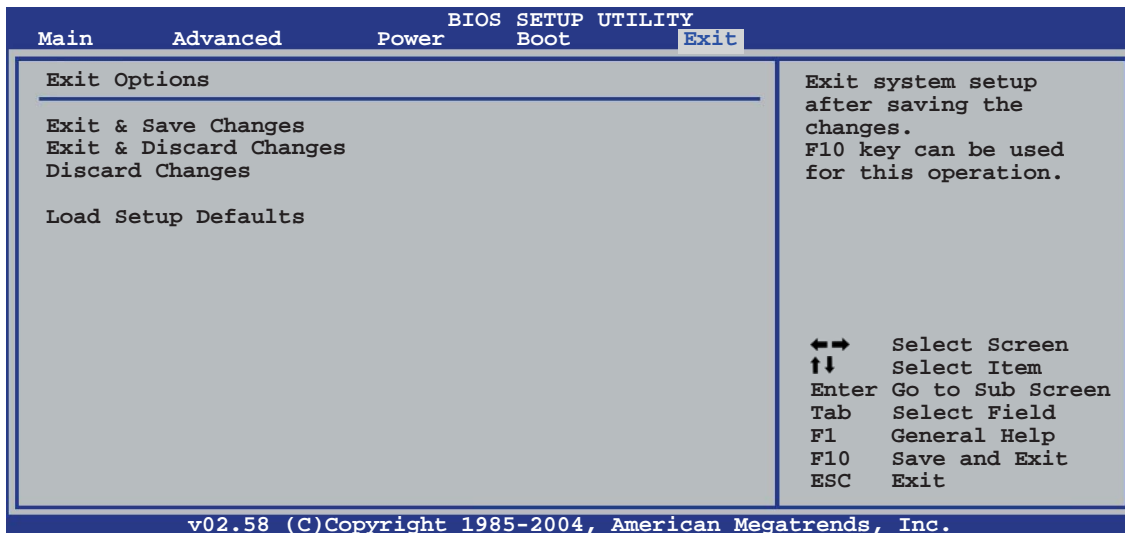 BIOS SETUP UTILITY
Main Advanced Power Boot Exit
Exit Options
Exit & Save Changes
Exit & Discard Changes
Discard Changes
Load Setup Defaults
Exit system setup
after saving the
changes.
F10 key can be used
for this operation.
←→ Select Screen
↑↓ Select Item
Enter Go to Sub Screen
Tab Select Field
F1 General Help
F10 Save and Exit
ESC Exit
v02.58 (C)Copyright 1985-2004, American Megatrends, Inc.